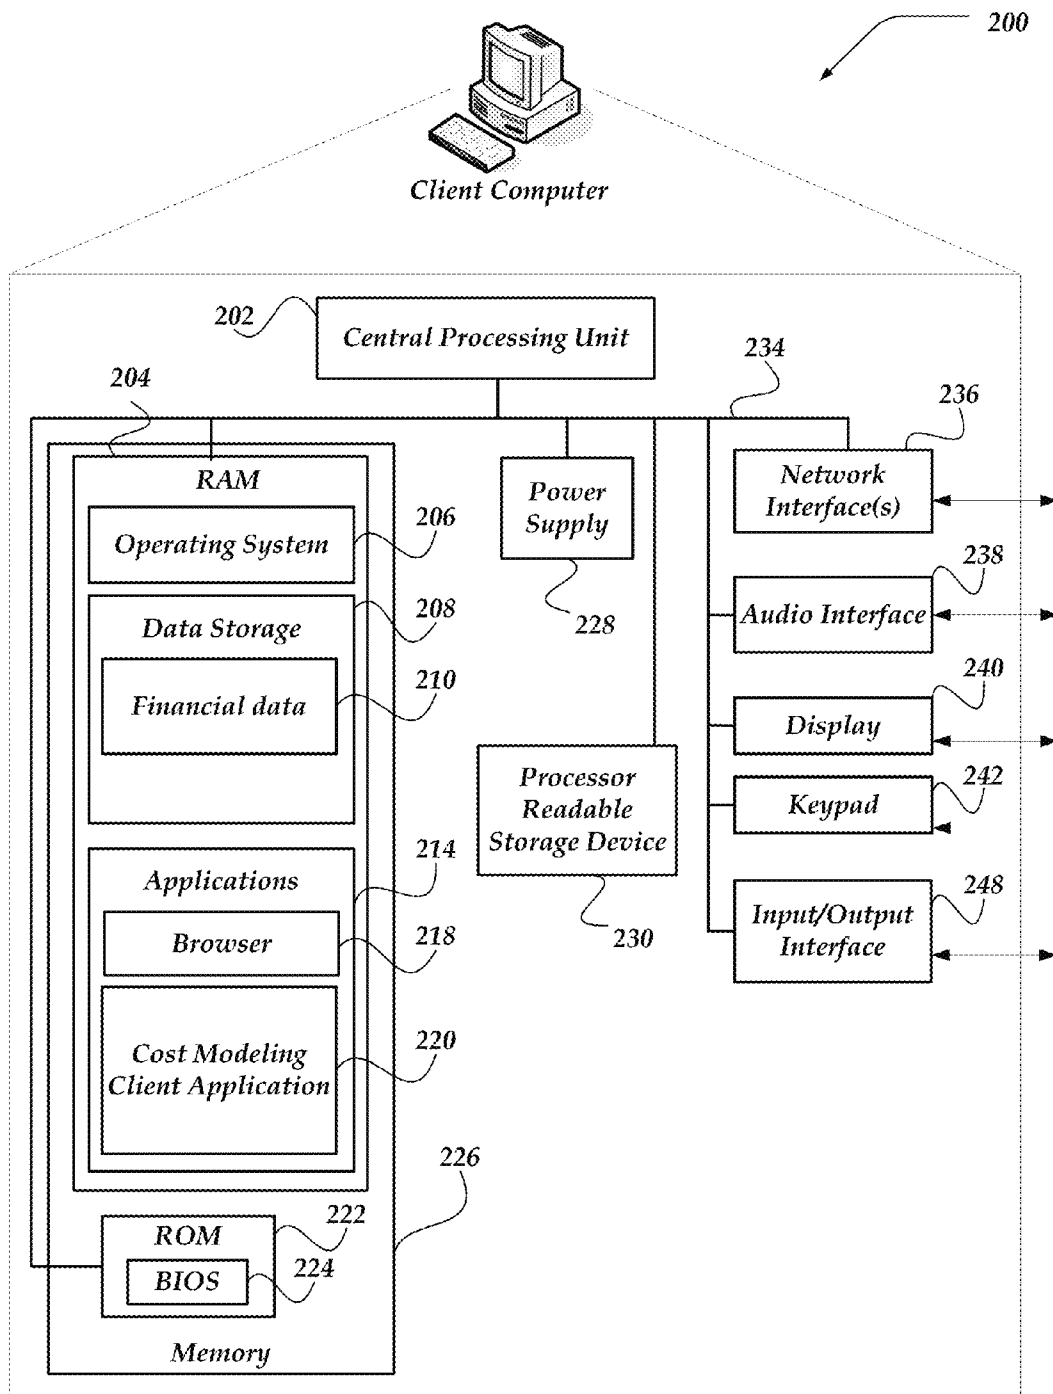 200
Client Computer
202
Central Processing Unit
234
204
236
RAM
Network
Interface(s)
Power
Supply
206
Operating System
238
208
228
Audio Interface
Data Storage
210
240
Financial data
Display
242
Processor
Readable
Storage Device
Keypad
214
248
Applications
Input/Output
Interface
218
230
Browser
220
Cost Modeling
Client Application
226
222
ROM
224
BIOS
Memory